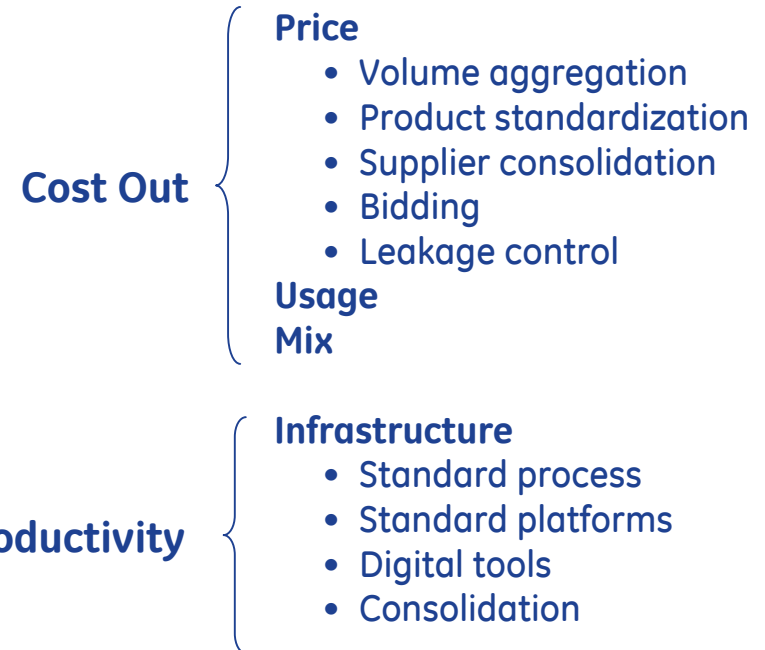 Price
• Volume aggregation
• Product standardization
• Supplier consolidation
Cost Out
• Bidding
• Leakage control
Usage
Mix
Infrastructure
• Standard process
• Standard platforms
oductivity
• Digital tools
• Consolidation